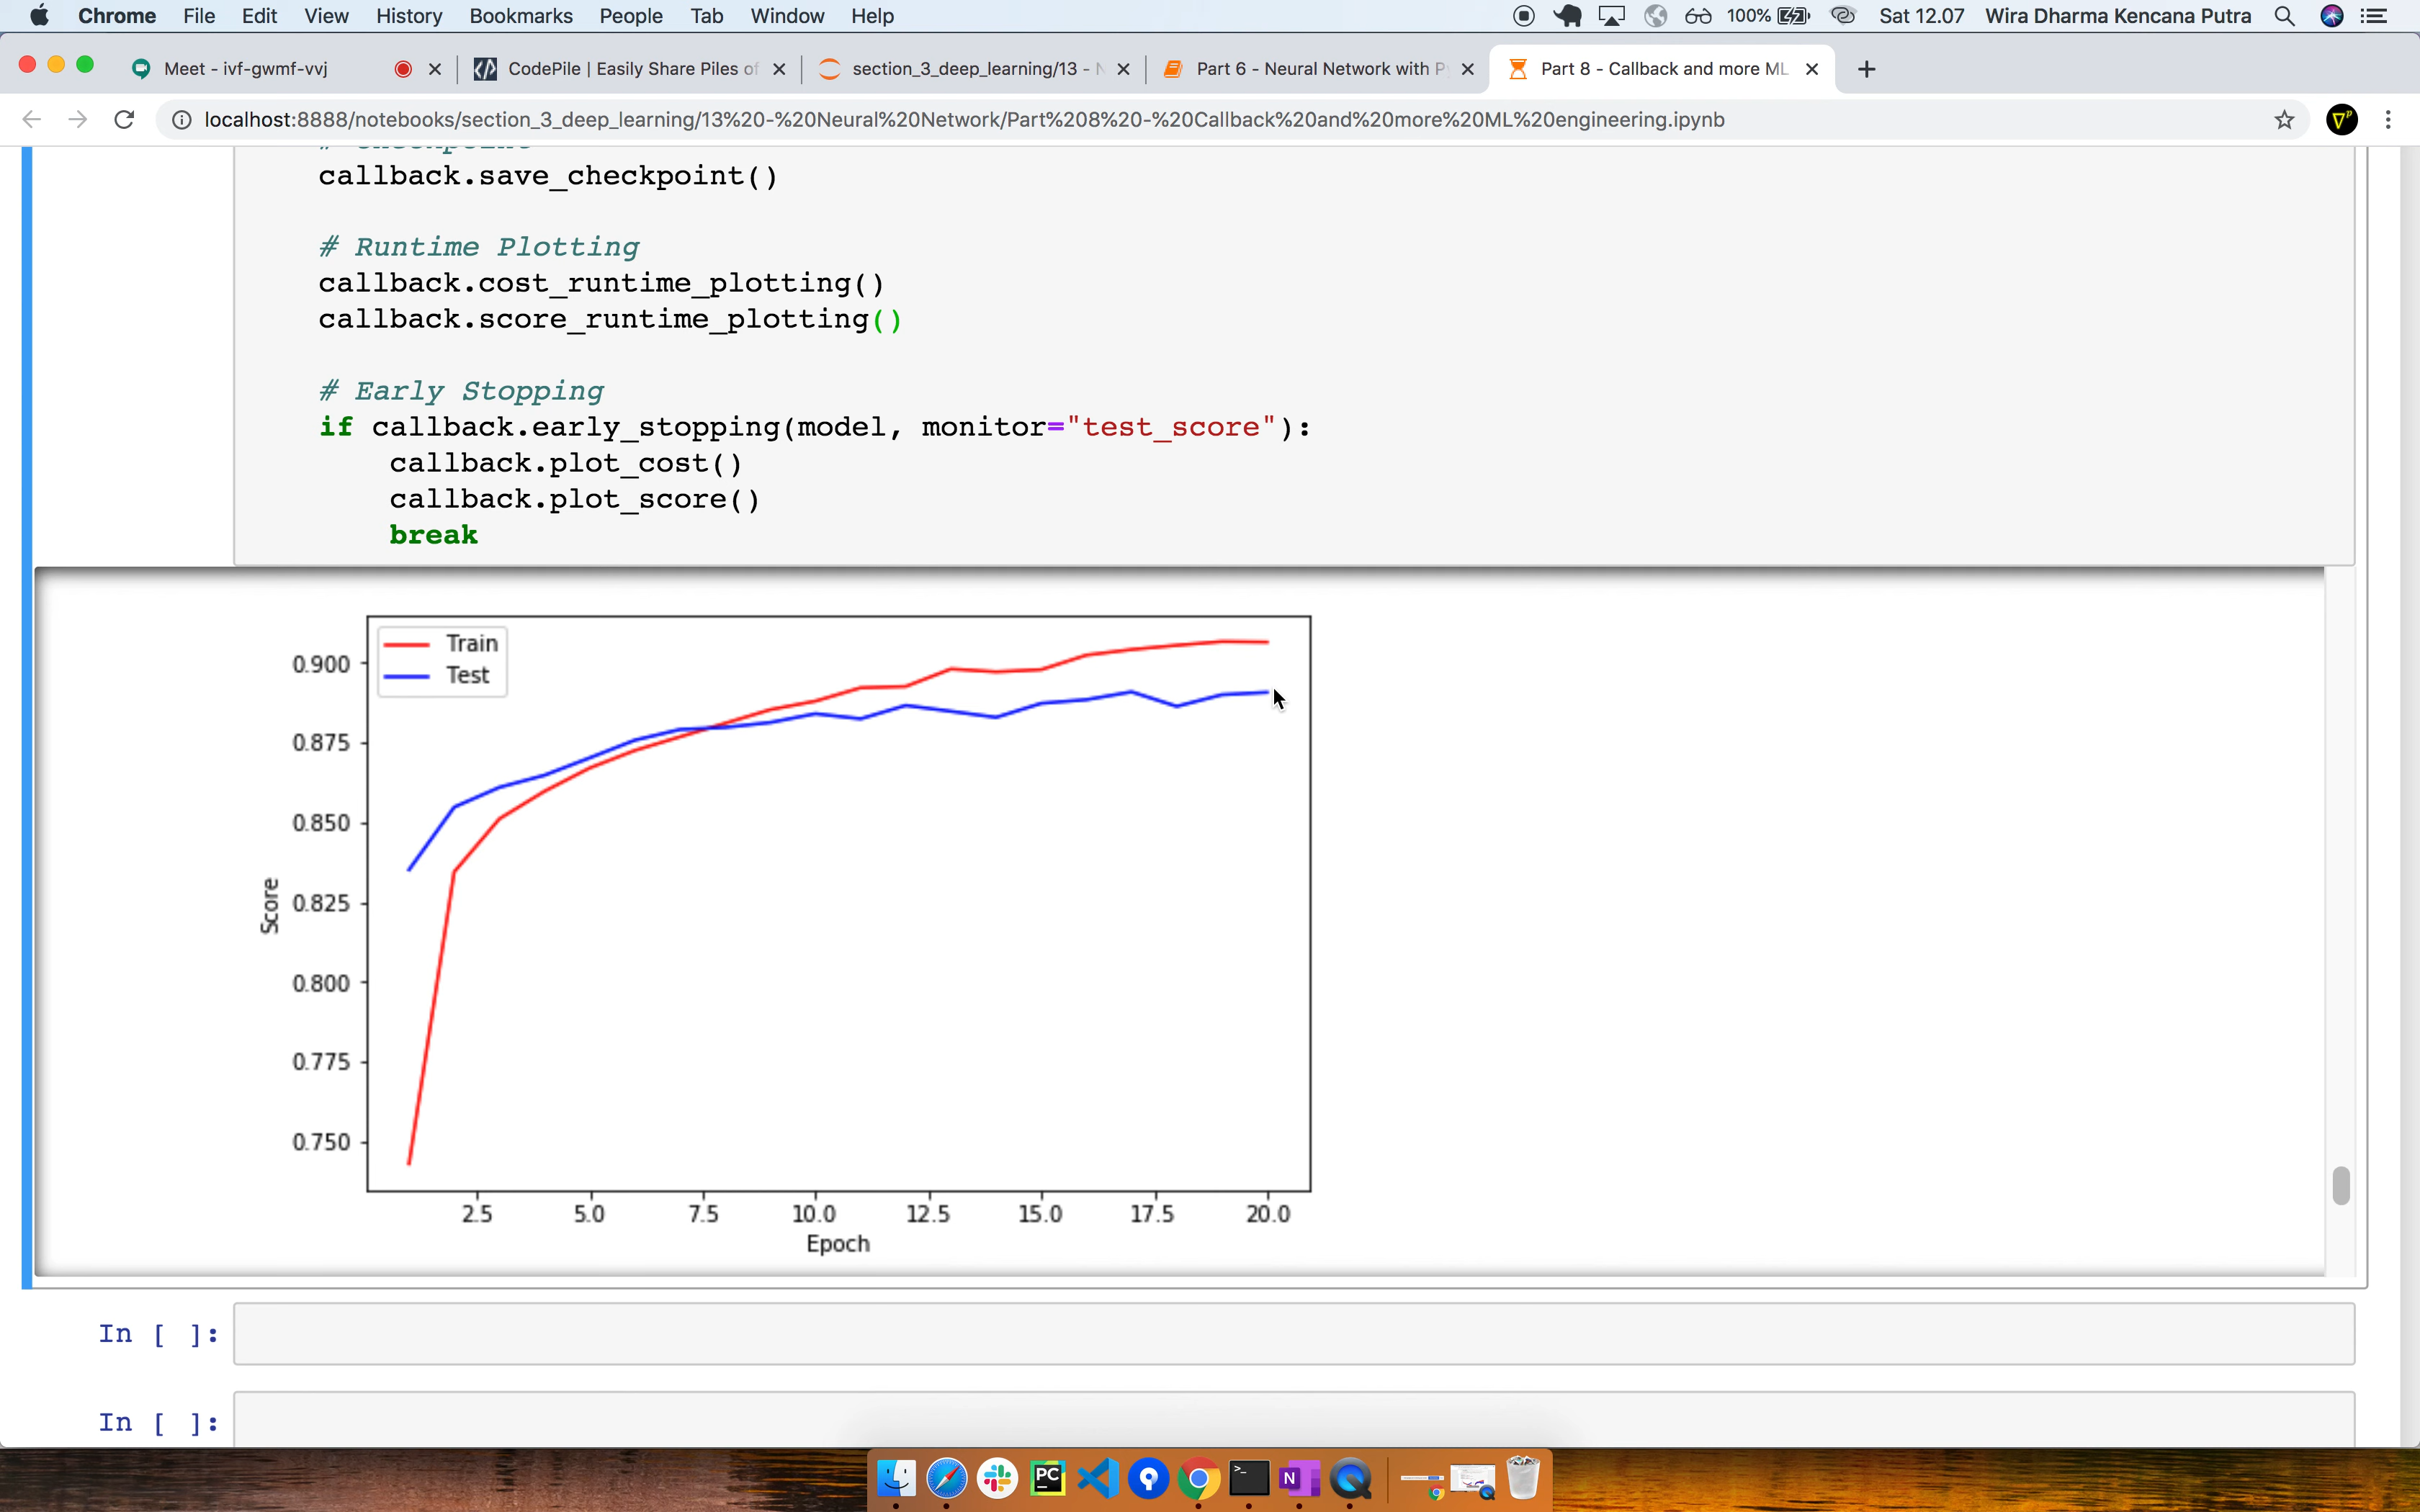 Chrome File Edit View History Bookmarks People Tab Window Help 100% Sat 12.07 Wira Dharma Kencana Putra
Meet - ivf-gwmf-vvj CodePile | Easily Share Piles of section_3_deep_learning/13 - Part 6 - Neural Network with Part 8 - Callback and more ML
localhost:8888/notebooks/section_3_deep_learning/13%20-%20Neural%20Network/Part%208%20-%20Callback%20and%20more%20ML%20engineering.ipynb
callback.save_checkpoint()
# Runtime Plotting
callback.cost_runtime_plotting()
callback.score_runtime_plotting()
# Early Stopping
if callback.early_stopping(model, monitor="test_score"):
callback.plot_cost()
callback.plot_score()
break
Train
Test
0.900
0.875
0.850
0.825
0.800
0.775
0.750
Score
2.5 5.0 7.5 10.0 12.5 15.0 17.5 20.0
Epoch
In [ ]:
In [ ]: